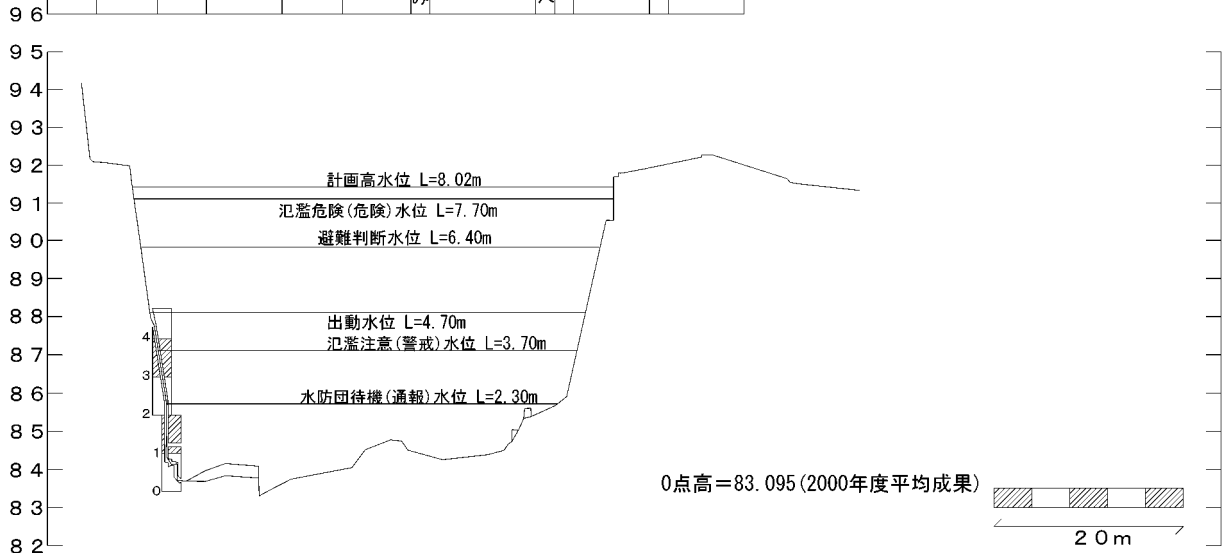 96
95
94
93
92
計画高水位 L=8.02m
91
氾濫危険(危険)水位 L=7.70m
90
避難判断水位 L=6.40m
89
88
出動水位 L=4.70m
4
氾濫注意(警戒)水位 L=3.70m
87
3
86
水防団待機(通報)水位 L=2.30m
2
85
1
84
0点高=83.095(2000年度平均成果)
0
83
20m
82